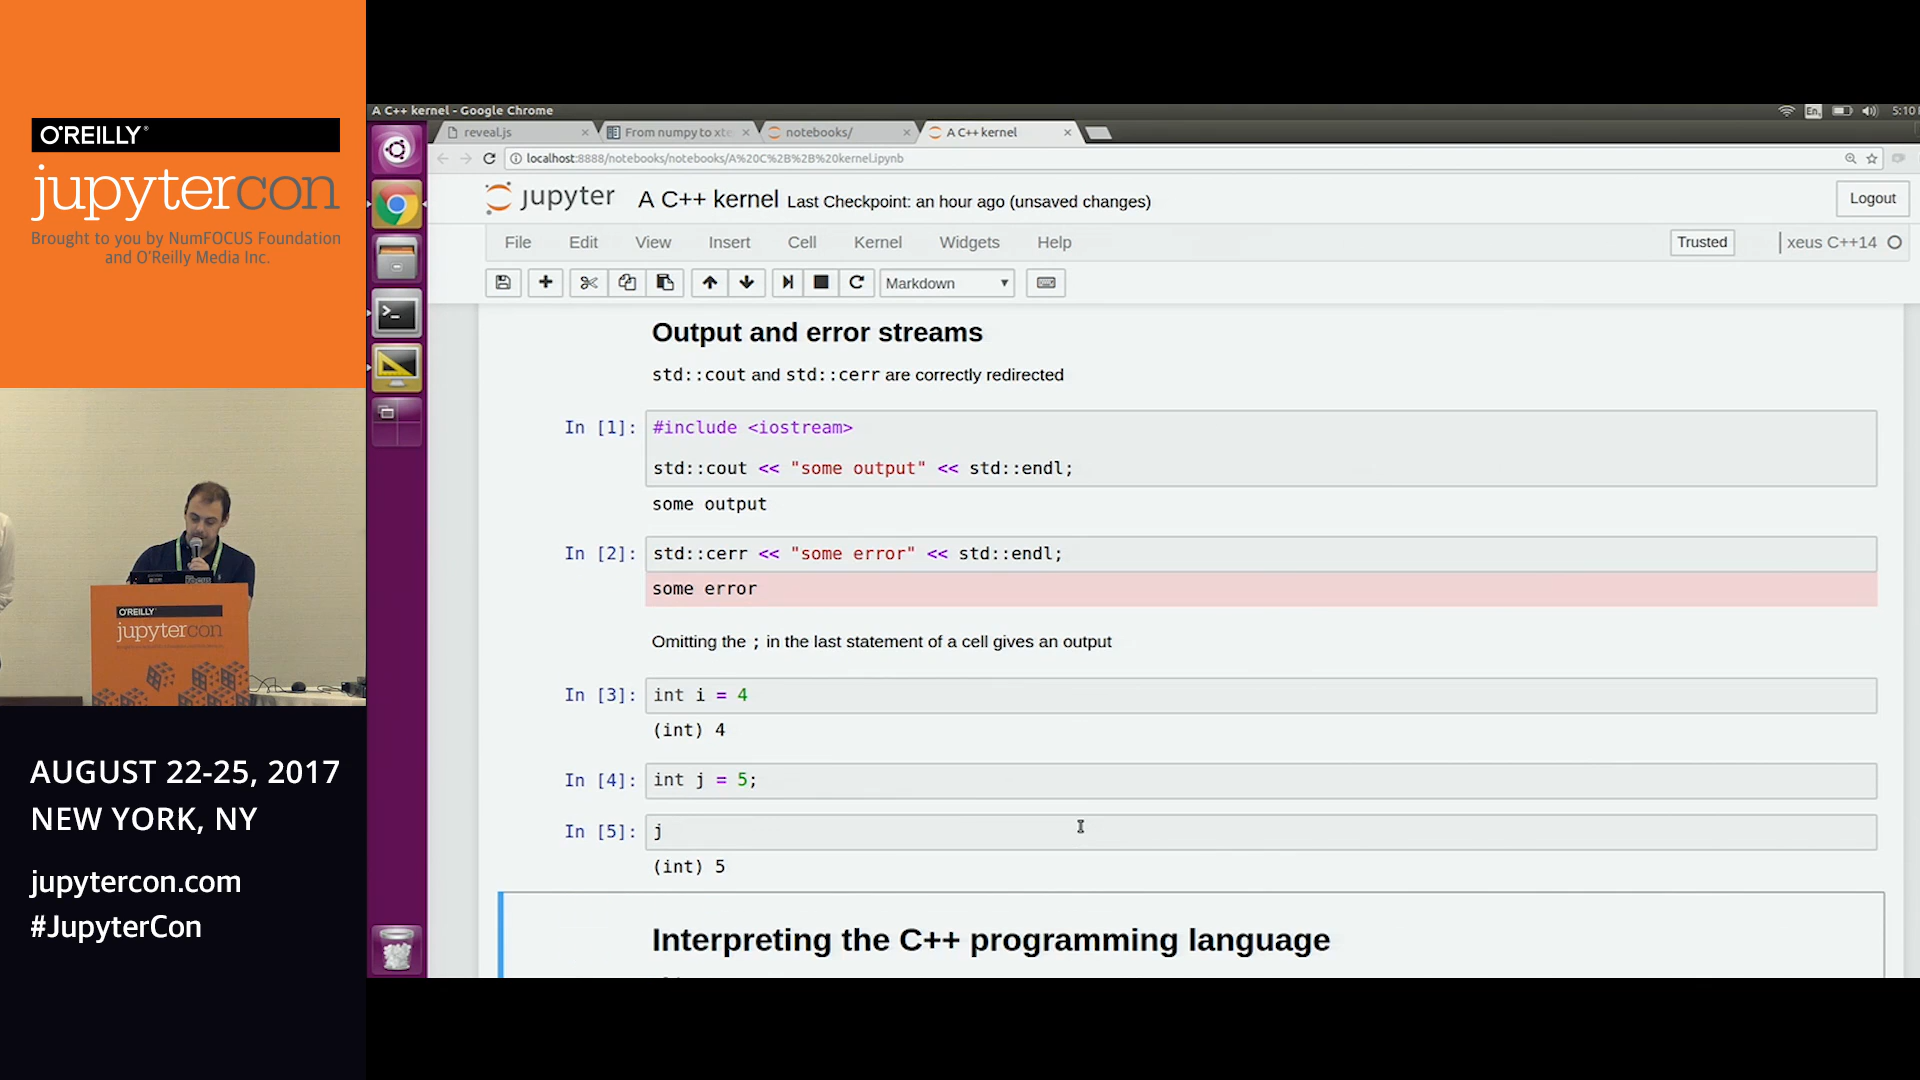 O'REILLY®
jupytercon
Brought to you by NumFOCUS Foundation
and O'Reilly Media Inc.
O'REILLY
jupytercon
AUGUST 22-25, 2017
NEW YORK, NY
jupytercon.com
#JupyterCon
A C++ kernel - Google Chrome
En
5:10
reveal.js
From numpy to xte
notebooks/
A C++ kernel
localhost:8888/notebooks/notebooks/A%20C%2B%2B%20kernel.ipynb
jupyter
A C++ kernel Last Checkpoint: an hour ago (unsaved changes)
Logout
File Edit View Insert Cell Kernel Widgets Help
Trusted
xeus C++14
Markdown
Output and error streams
std::cout and std::cerr are correctly redirected
In [1]: #include <iostream>
std::cout << "some output" << std::endl;
some output
In [2]: std::cerr << "some error" << std::endl;
some error
Omitting the ; in the last statement of a cell gives an output
In [3]: int i = 4
(int) 4
In [4]: int j = 5;
In [5]: j
(int) 5
Interpreting the C++ programming language